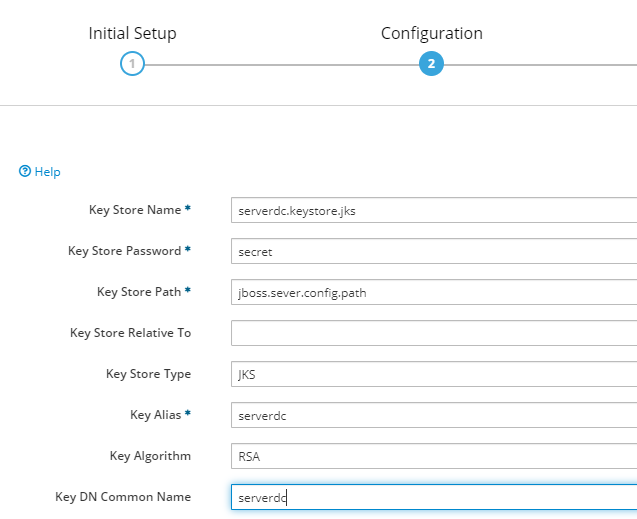 Initial Setup
Configuration
1
2
Help
Key Store Name * serverdc.keystore.jks
Key Store Password * secret
Key Store Path * jboss.sever.config.path
Key Store Relative To
Key Store Type JKS
Key Alias * serverdc
Key Algorithm RSA
Key DN Common Name serverdc